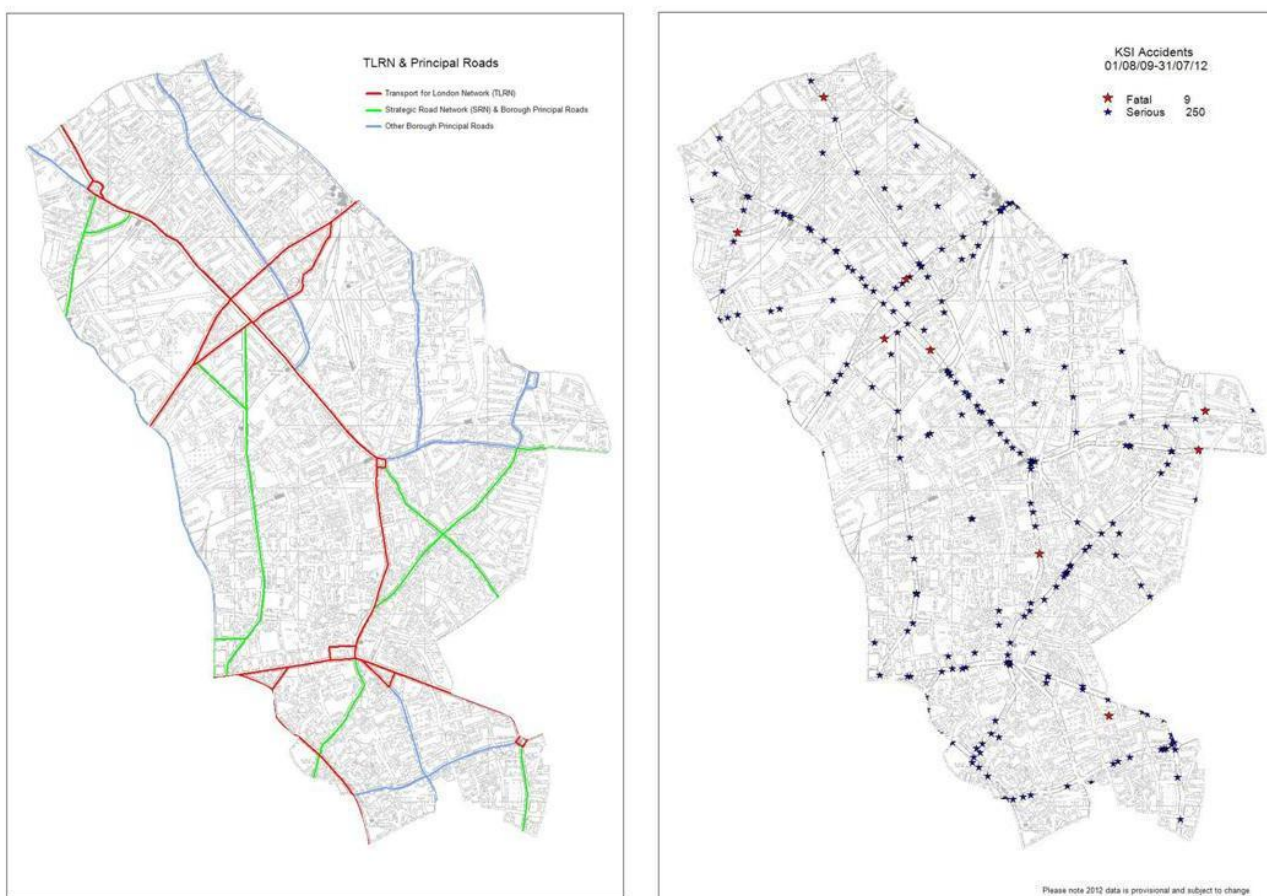 TLRN & Principal Roads
Transport for London Network (TLRN)
Strategic Road Network (SRN) & Borough Principal Roads
Other Borough Principal Roads
KSI Accidents
01/08/09-31/07/12
Fatal 9
Serious 250
Please note 2012 data is provisional and subject to change